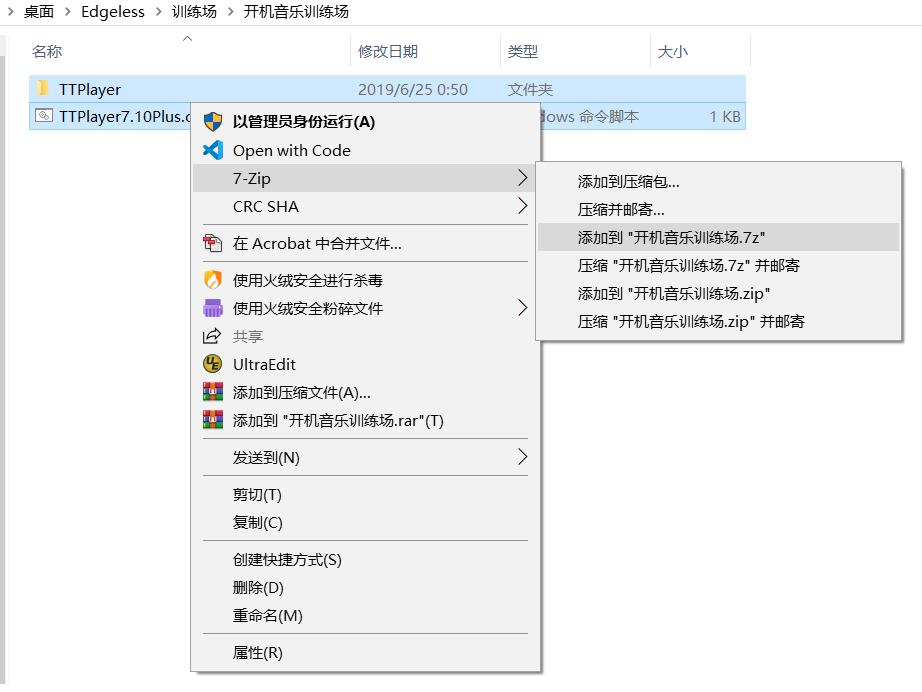 桌面 > Edgeless > 训练场 > 开机音乐训练场
名称 修改日期 类型 大小
TTPlayer 2019/6/25 0:50 文件夹
TTPlayer7.10Plus.c dows 命令脚本 1 KB
以管理员身份运行(A)
Open with Code
7-Zip
CRC SHA
在 Acrobat 中合并文件...
使用火绒安全进行杀毒
使用火绒安全粉碎文件
共享
UltraEdit
添加到压缩文件(A)...
添加到 "开机音乐训练场.rar"(T)
发送到(N)
剪切(T)
复制(C)
创建快捷方式(S)
删除(D)
重命名(M)
属性(R)
添加到压缩包...
压缩并邮寄...
添加到 "开机音乐训练场.7z"
压缩 "开机音乐训练场.7z" 并邮寄
添加到 "开机音乐训练场.zip"
压缩 "开机音乐训练场.zip" 并邮寄